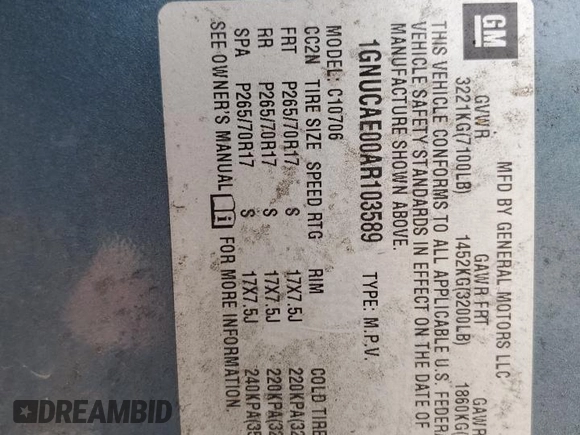 GM
MFD BY GENERAL MOTORS LLC
GVWR GAWR FRT GAWR
3221KG(7100LB) 1452KG(3200LB) 1860KG(
THIS VEHICLE CONFORMS TO ALL APPLICABLE U.S. FEDERA
VEHICLE SAFETY STANDARDS IN EFFECT ON THE DATE OF
MANUFACTURE SHOWN ABOVE.
1GNUCAE00AR103589 TYPE: M.P.V.
MODEL: C10706
CC2N TIRE SIZE SPEED RTG RIM COLD TIRE
FRT P265/70R17 S 17X7.5J 220KPA(32
RR P265/70R17 S 17X7.5J 220KPA(32
SPA P265/70R17 S 17X7.5J 240KPA(35
SEE OWNER'S MANUAL i FOR MORE INFORMATION
DREAMBID